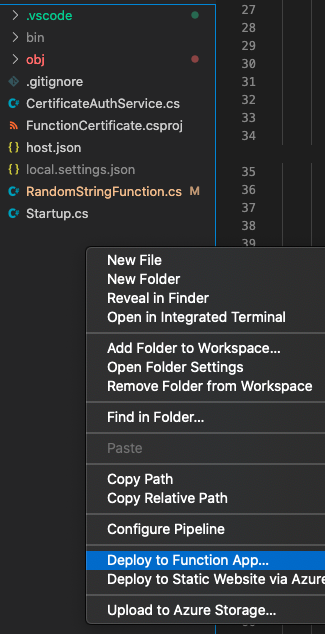 .vscode
bin
obj
.gitignore
CertificateAuthService.cs
FunctionCertificate.csproj
host.json
local.settings.json
RandomStringFunction.cs M
Startup.cs
27
28
29
30
31
32
33
34
35
36
37
38
39
New File
New Folder
Reveal in Finder
Open in Integrated Terminal
Add Folder to Workspace...
Open Folder Settings
Remove Folder from Workspace
Find in Folder...
Paste
Copy Path
Copy Relative Path
Configure Pipeline
Deploy to Function App...
Deploy to Static Website via Azure
Upload to Azure Storage...